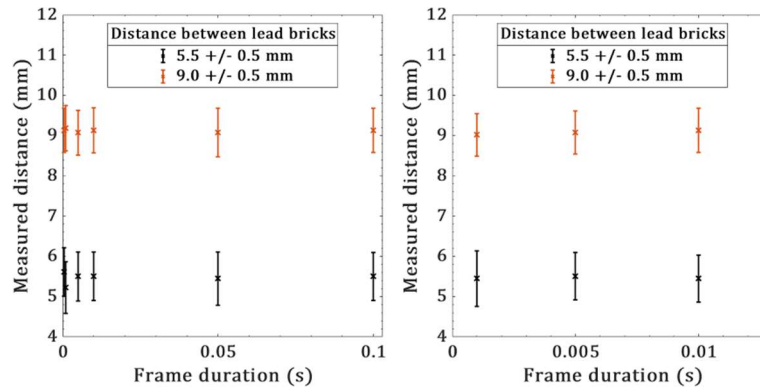 Distance between lead bricks
5.5 +/- 0.5 mm
9.0 +/- 0.5 mm
Measured distance (mm)
12
11
10
9
8
7
6
5
4
0
0.05
0.1
Frame duration (s)
Distance between lead bricks
5.5 +/- 0.5 mm
9.0 +/- 0.5 mm
Measured distance (mm)
12
11
10
9
8
7
6
5
4
0
0.005
0.01
Frame duration (s)